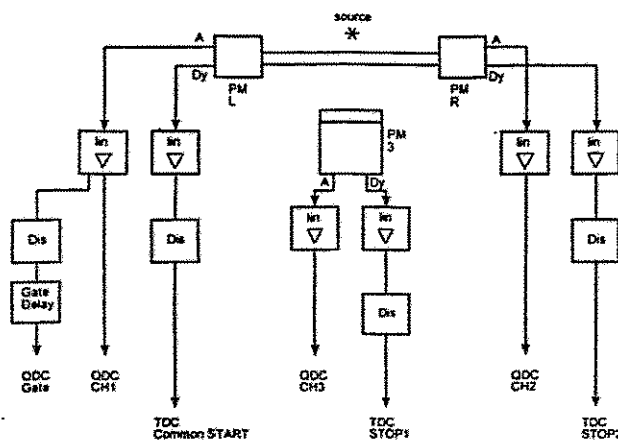 source
A
Dy
PM
L
A
Dy
PM
R
PM
3
A
Dy
lin
lin
lin
lin
lin
lin
Dis
Dis
Dis
Dis
Gate
Delay
QDC
Gate
QDC
CH1
QDC
CH3
QDC
CH2
TDC
Common START
TDC
STOP1
TDC
STOP2